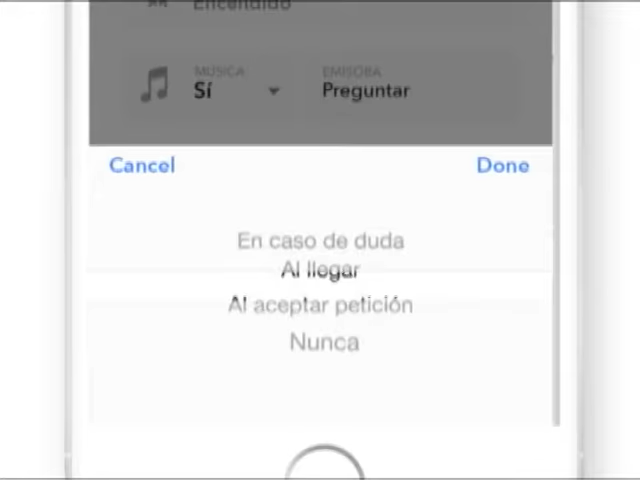 Encendido
MÚSICA EMISORA
Sí Preguntar
Cancel Done
En caso de duda
Al llegar
Al aceptar petición
Nunca